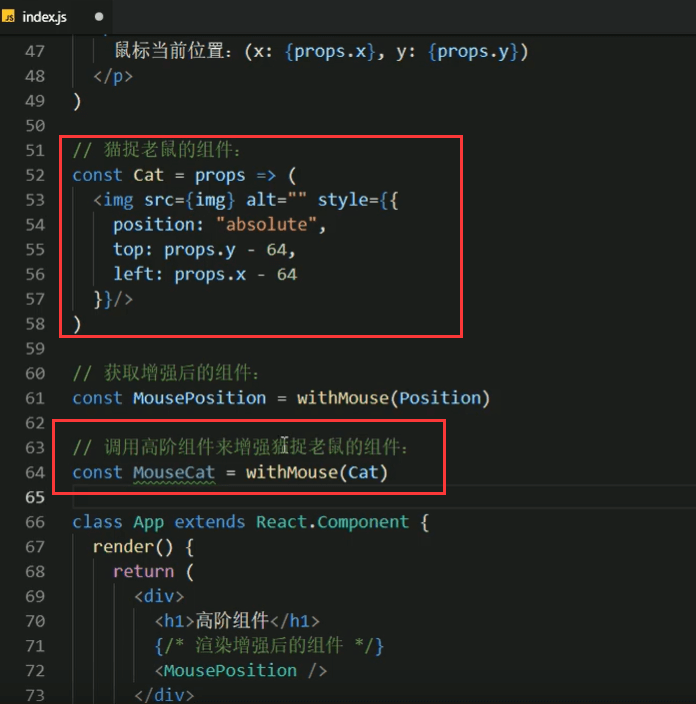 JS index.js
47 鼠标当前位置：(x: {props.x}, y: {props.y})
48 </p>
49 )
50
51 // 猫捉老鼠的组件：
52 const Cat = props => (
53 <img src={img} alt="" style={{
54 position: "absolute",
55 top: props.y - 64,
56 left: props.x - 64
57 }}/>
58 )
59
60 // 获取增强后的组件：
61 const MousePosition = withMouse(Position)
62
63 // 调用高阶组件来增强猫捉老鼠的组件：
64 const MouseCat = withMouse(Cat)
65
66 class App extends React.Component {
67 render() {
68 return (
69 <div>
70 <h1>高阶组件</h1>
71 {/* 渲染增强后的组件 */}
72 <MousePosition />
73 </div>